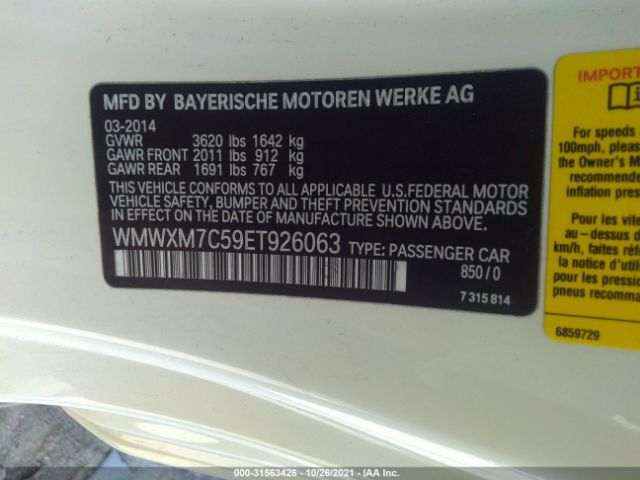 MFD BY BAYERISCHE MOTOREN WERKE AG
03-2014
GVWR 3620 lbs 1642 kg
GAWR FRONT 2011 lbs 912 kg
GAWR REAR 1691 lbs 767 kg
THIS VEHICLE CONFORMS TO ALL APPLICABLE U.S.FEDERAL MOTOR
VEHICLE SAFETY, BUMPER AND THEFT PREVENTION STANDARDS
IN EFFECT ON THE DATE OF MANUFACTURE SHOWN ABOVE.
WMWXM7C59ET926063 TYPE: PASSENGER CAR
850/0
7 315 814
IMPORT
For speeds
100mph, please
the Owner's M
recommende
inflation press
Pour les vite
au-dessus d
km/h, faites
la notice d'util
pour les pression
pneus recomma
6859729
000-31563426 - 10/26/2021 - IAA Inc.